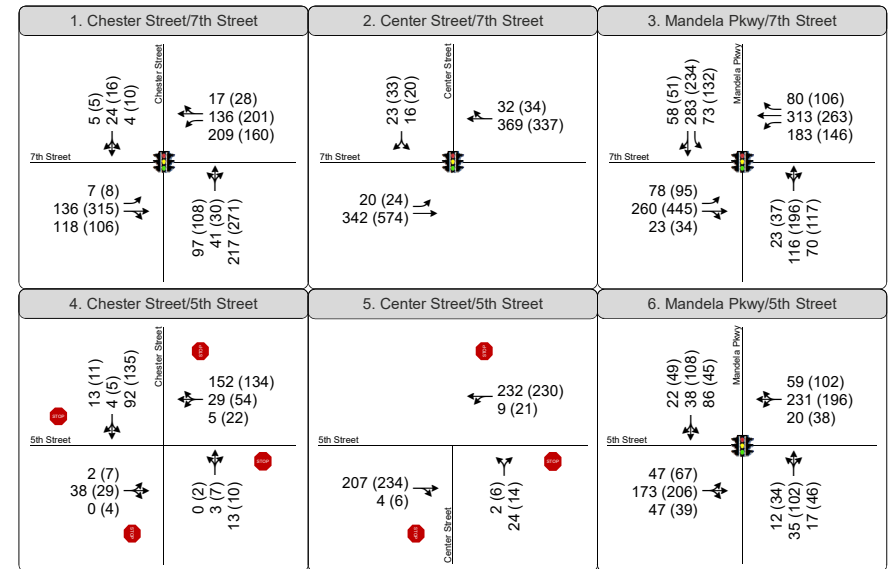 1. Chester Street/7th Street
5 (5)
24 (16)
4 (10)
Chester Street
17 (28)
136 (201)
209 (160)
7th Street
7 (8)
136 (315)
118 (106)
97 (108)
41 (30)
217 (271)
2. Center Street/7th Street
23 (33)
16 (20)
Center Street
32 (34)
369 (337)
7th Street
20 (24)
342 (574)
3. Mandela Pkwy/7th Street
58 (51)
283 (234)
73 (132)
Mandela Pkwy
80 (106)
313 (263)
183 (146)
7th Street
78 (95)
260 (445)
23 (34)
23 (37)
116 (196)
70 (117)
4. Chester Street/5th Street
13 (11)
4 (5)
92 (135)
Chester Street
STOP
152 (134)
29 (54)
5 (22)
STOP
5th Street
STOP
2 (7)
38 (29)
0 (4)
0 (2)
3 (7)
13 (10)
STOP
5. Center Street/5th Street
STOP
232 (230)
9 (21)
5th Street
STOP
207 (234)
4 (6)
2 (6)
24 (14)
STOP
Center Street
6. Mandela Pkwy/5th Street
22 (49)
38 (108)
86 (45)
Mandela Pkwy
59 (102)
231 (196)
20 (38)
5th Street
47 (67)
173 (206)
47 (39)
12 (34)
35 (102)
17 (46)